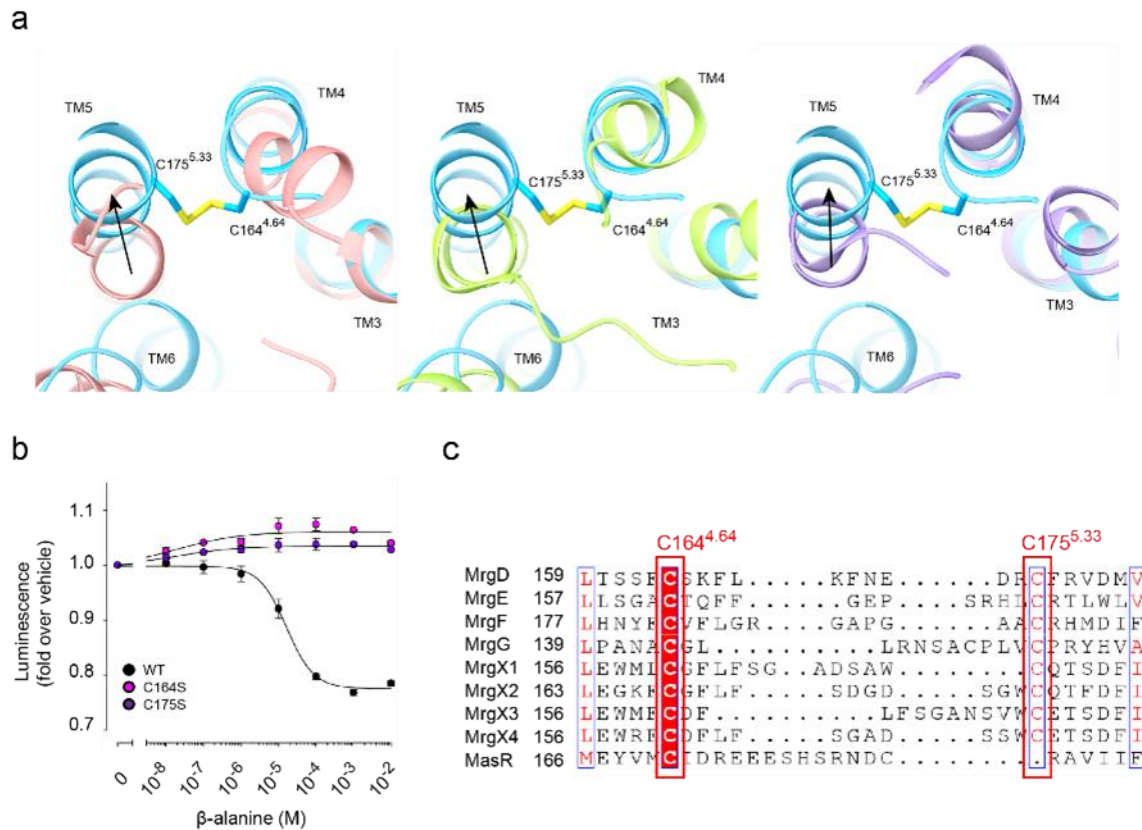 a
TM5
TM4
C175^5.33
C164^4.64
TM3
TM6
TM5
TM4
C175^5.33
C164^4.64
TM3
TM6
TM5
TM4
C175^5.33
C164^4.64
TM3
TM6
b
Luminescence
(fold over vehicle)
1.1
1.0
0.9
0.8
0.7
WT
C164S
C175S
0 10^-8 10^-7 10^-6 10^-5 10^-4 10^-3 10^-2
β-alanine (M)
c
C164^4.64 C175^5.33
MrgD 159 LTSSFCSKFL.....KFNE.....DRCFRVDMV
MrgE 157 LLSGACTQFF......GEP.....SRHLCRTLWLV
MrgF 177 LHNYFCVFLGR.....GAPG......AACRHMDIF
MrgG 139 LPANACGL..........LRNSACPLVCPRYHVA
MrgX1 156 LEWMLCGFLFSG..ADSAW.......CQTSDFI
MrgX2 163 LEGKFCGFLF.....SDGD.....SGWCQTFDFI
MrgX3 156 LEWMFCDF..........LFSGANSVWCETSDFI
MrgX4 156 LEWRFCDFLF.....SGAD.....SSWCETSDFI
MasR 166 MEYVMCIDREEESHSRNDC.........RAVIIF